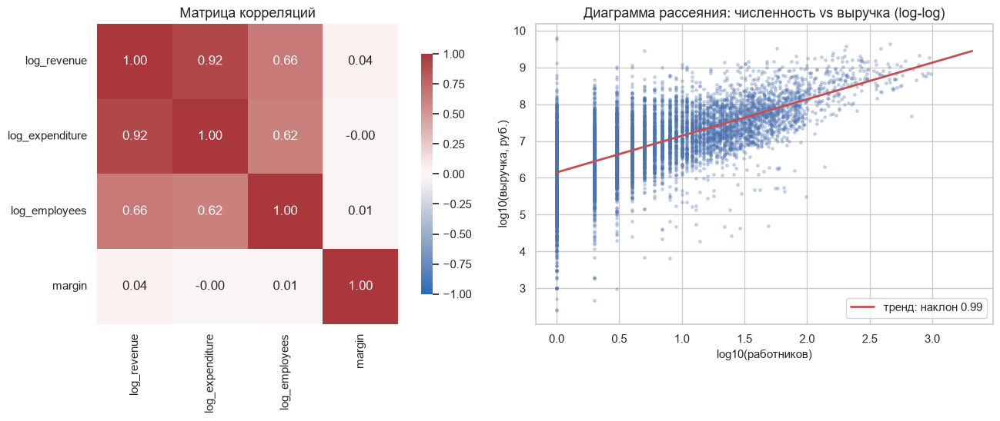 Матрица корреляций
log_revenue
log_expenditure
log_employees
margin
1.00 0.92 0.66 0.04
0.92 1.00 0.62 -0.00
0.66 0.62 1.00 0.01
0.04 -0.00 0.01 1.00
log_revenue
log_expenditure
log_employees
margin
1.00
0.75
0.50
0.25
0.00
−0.25
−0.50
−0.75
−1.00
Диаграмма рассеяния: численность vs выручка (log-log)
log10(выручка, руб.)
10
9
8
7
6
5
4
3
тренд: наклон 0.99
0.0 0.5 1.0 1.5 2.0 2.5 3.0
log10(работников)